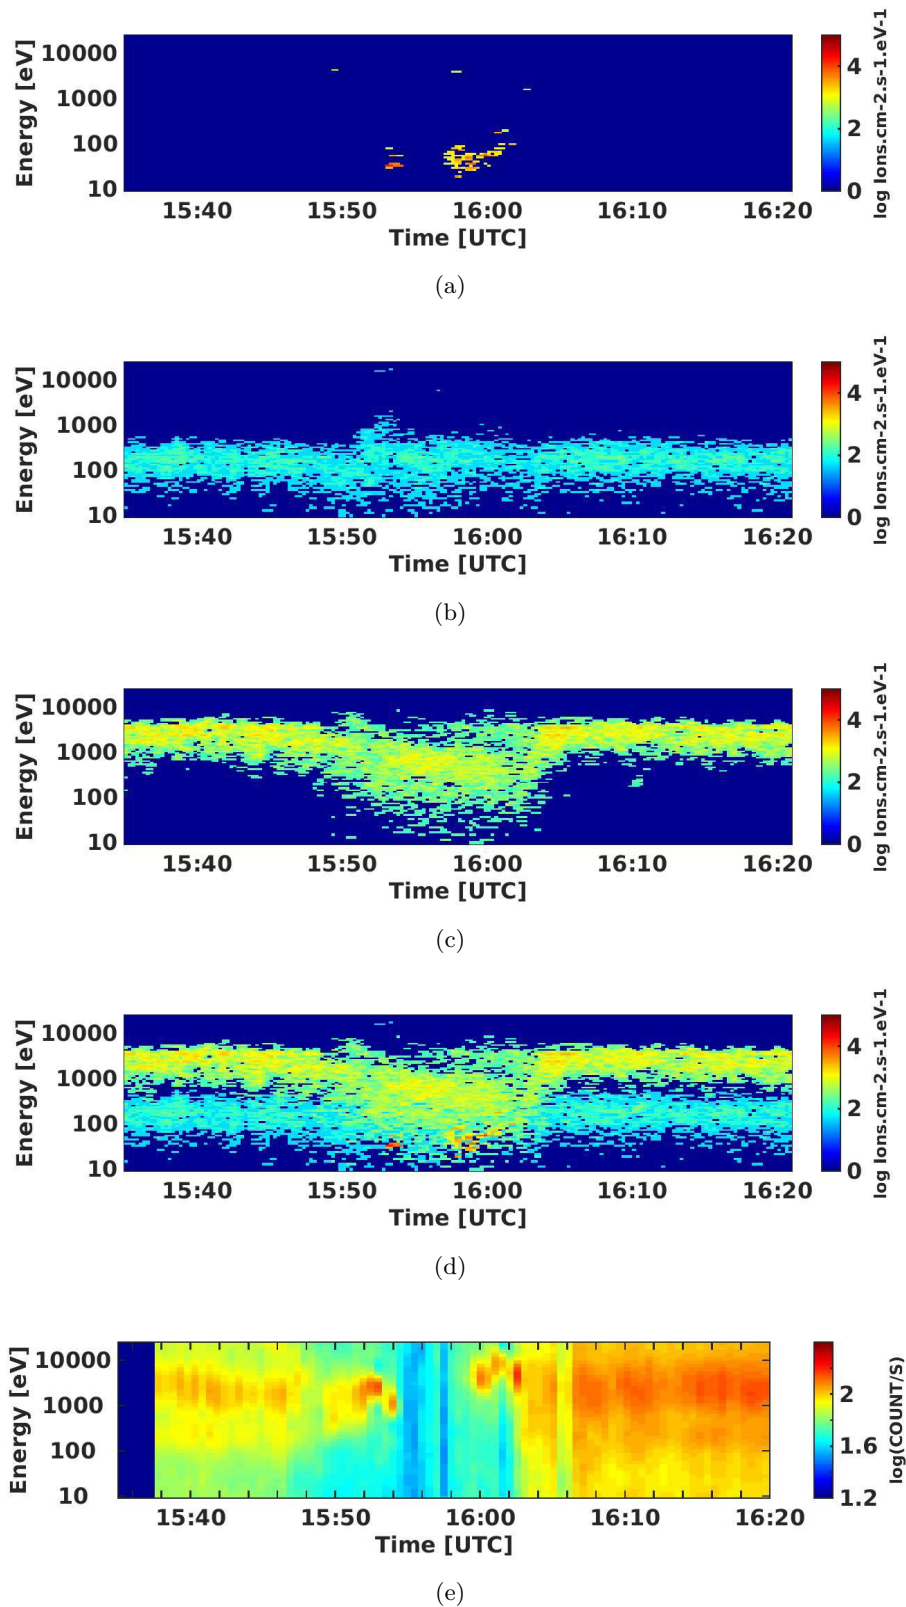 Energy [eV]
10000
1000
100
10
15:40 15:50 16:00 16:10 16:20
Time [UTC]
4
2
0
log Ions.cm-2.s-1.eV-1
(a)
Energy [eV]
10000
1000
100
10
15:40 15:50 16:00 16:10 16:20
Time [UTC]
4
2
0
log Ions.cm-2.s-1.eV-1
(b)
Energy [eV]
10000
1000
100
10
15:40 15:50 16:00 16:10 16:20
Time [UTC]
4
2
0
log Ions.cm-2.s-1.eV-1
(c)
Energy [eV]
10000
1000
100
10
15:40 15:50 16:00 16:10 16:20
Time [UTC]
4
2
0
log Ions.cm-2.s-1.eV-1
(d)
Energy [eV]
10000
1000
100
10
15:40 15:50 16:00 16:10 16:20
Time [UTC]
2
1.6
1.2
log(COUNT/S)
(e)